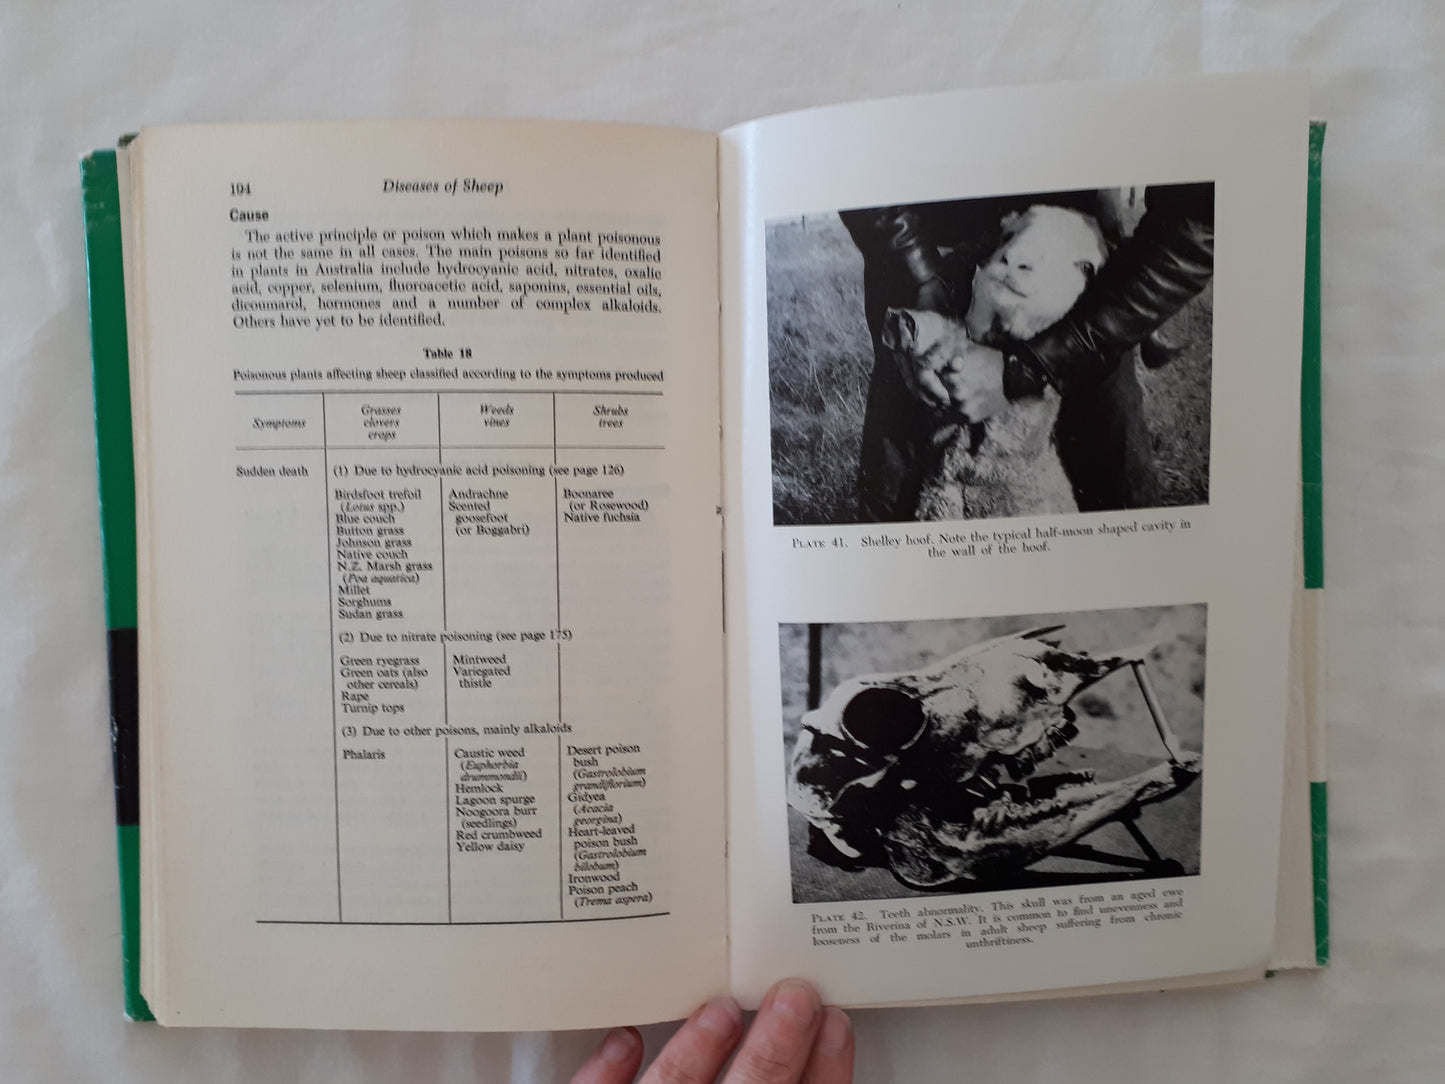 194
Diseases of Sheep
Cause
The active principle or poison which makes a plant poisonous
is not the same in all cases. The main poisons so far identified
in plants in Australia include hydrocyanic acid, nitrates, oxalic
acid, copper, selenium, fluoroacetic acid, saponins, essential oils,
dicoumarol, hormones and a number of complex alkaloids.
Others have yet to be identified.
Table 18
Poisonous plants affecting sheep classified according to the symptoms produced
Symptoms
Grasses
clovers
crops
Weeds
vines
Shrubs
trees
Sudden death
(1) Due to hydrocyanic acid poisoning (see page 126)
Birdsfoot trefoil
(Lotus spp.)
Blue couch
Button grass
Johnson grass
Native couch
N.Z. Marsh grass
(Poa aquatica)
Millet
Sorghums
Sudan grass
Andrachne
Scented
goosefoot
(or Boggabri)
Boonaree
(or Rosewood)
Native fuchsia
(2) Due to nitrate poisoning (see page 175)
Green ryegrass
Green oats (also
other cereals)
Rape
Turnip tops
Mintweed
Variegated
thistle
(3) Due to other poisons, mainly alkaloids
Phalaris
Caustic weed
(Euphorbia
drummondii)
Hemlock
Lagoon spurge
Noogoora burr
(seedlings)
Red crumbweed
Yellow daisy
Desert poison
bush
(Gastrolobium
grandiflorium)
Gidyea
(Acacia
georgina)
Heart-leaved
poison bush
(Gastrolobium
bilobum)
Ironwood
Poison peach
(Trema aspera)
PLATE 41. Shelley hoof. Note the typical half-moon shaped cavity in
the wall of the hoof.
PLATE 42. Teeth abnormality. This skull was from an aged ewe
from the Riverina of N.S.W. It is common to find unevenness and
looseness of the molars in adult sheep suffering from chronic
unthriftiness.